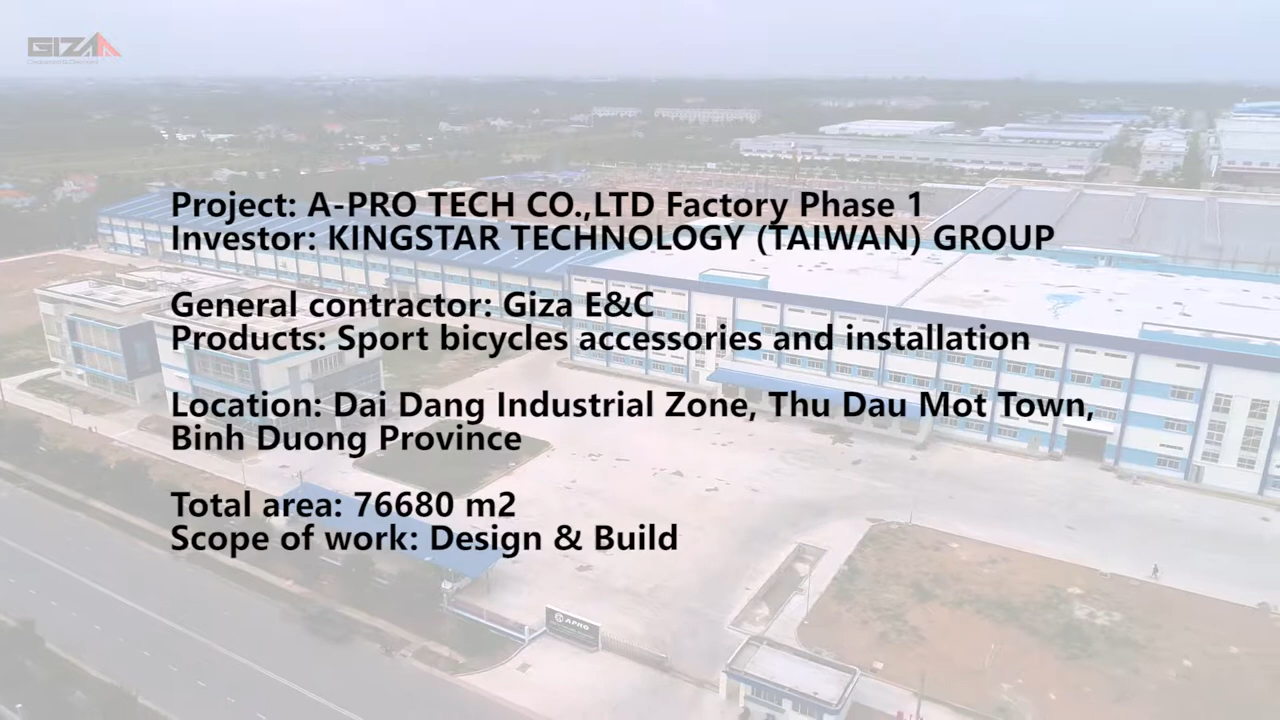 GIZA
Project: A-PRO TECH CO.,LTD Factory Phase 1
Investor: KINGSTAR TECHNOLOGY (TAIWAN) GROUP
General contractor: Giza E&C
Products: Sport bicycles accessories and installation
Location: Dai Dang Industrial Zone, Thu Dau Mot Town,
Binh Duong Province
Total area: 76680 m2
Scope of work: Design & Build
APRO